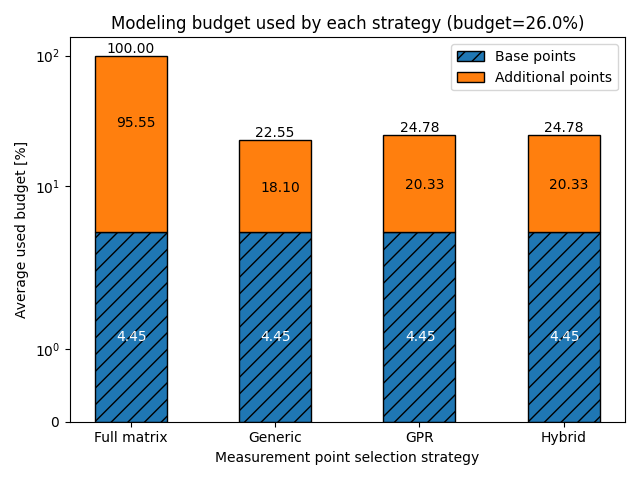 Modeling budget used by each strategy (budget=26.0%)
Base points
Additional points
Average used budget [%]
10²
10¹
10⁰
0
100.00
22.55
24.78
24.78
95.55
18.10
20.33
20.33
4.45
4.45
4.45
4.45
Full matrix
Generic
GPR
Hybrid
Measurement point selection strategy